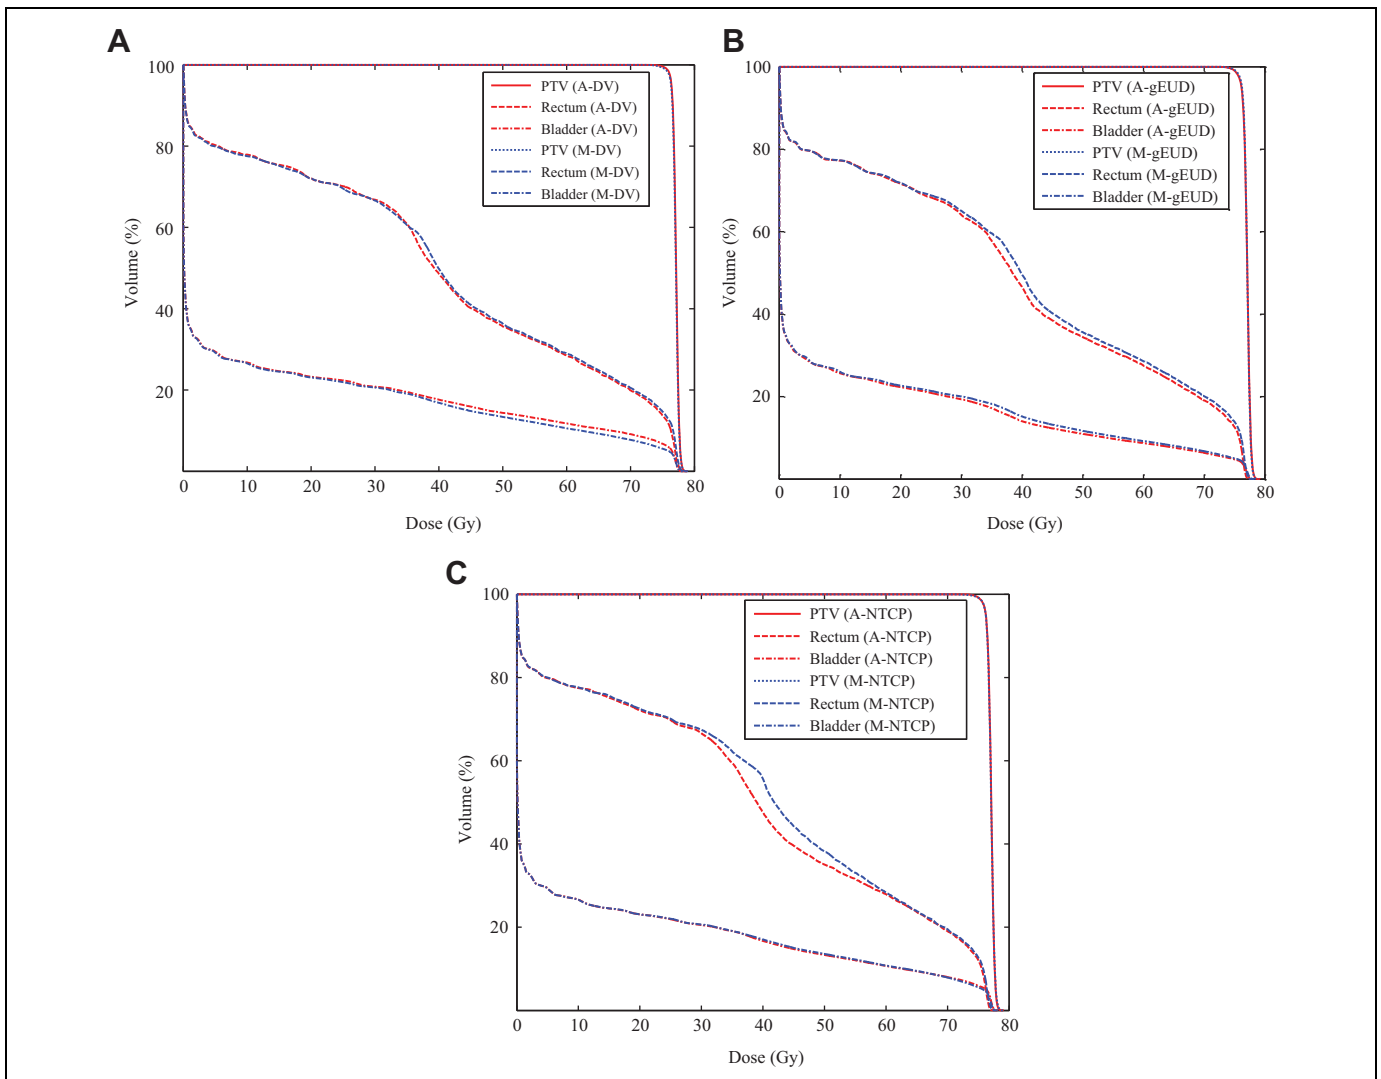 A
100
80
60
40
20
0 10 20 30 40 50 60 70 80
Volume (%)
Dose (Gy)
PTV (A-DV)
Rectum (A-DV)
Bladder (A-DV)
PTV (M-DV)
Rectum (M-DV)
Bladder (M-DV)
B
100
80
60
40
20
0 10 20 30 40 50 60 70 80
Volume (%)
Dose (Gy)
PTV (A-gEUD)
Rectum (A-gEUD)
Bladder (A-gEUD)
PTV (M-gEUD)
Rectum (M-gEUD)
Bladder (M-gEUD)
C
100
80
60
40
20
0 10 20 30 40 50 60 70 80
Volume (%)
Dose (Gy)
PTV (A-NTCP)
Rectum (A-NTCP)
Bladder (A-NTCP)
PTV (M-NTCP)
Rectum (M-NTCP)
Bladder (M-NTCP)